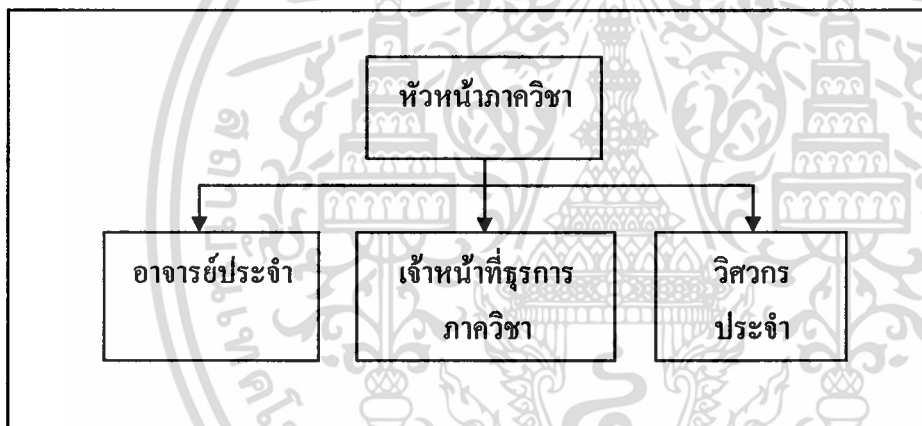 หัวหน้าภาควิชา
อาจารย์ประจำ
เจ้าหน้าที่ธุรการ
ภาควิชา
วิศวกร
ประจำ